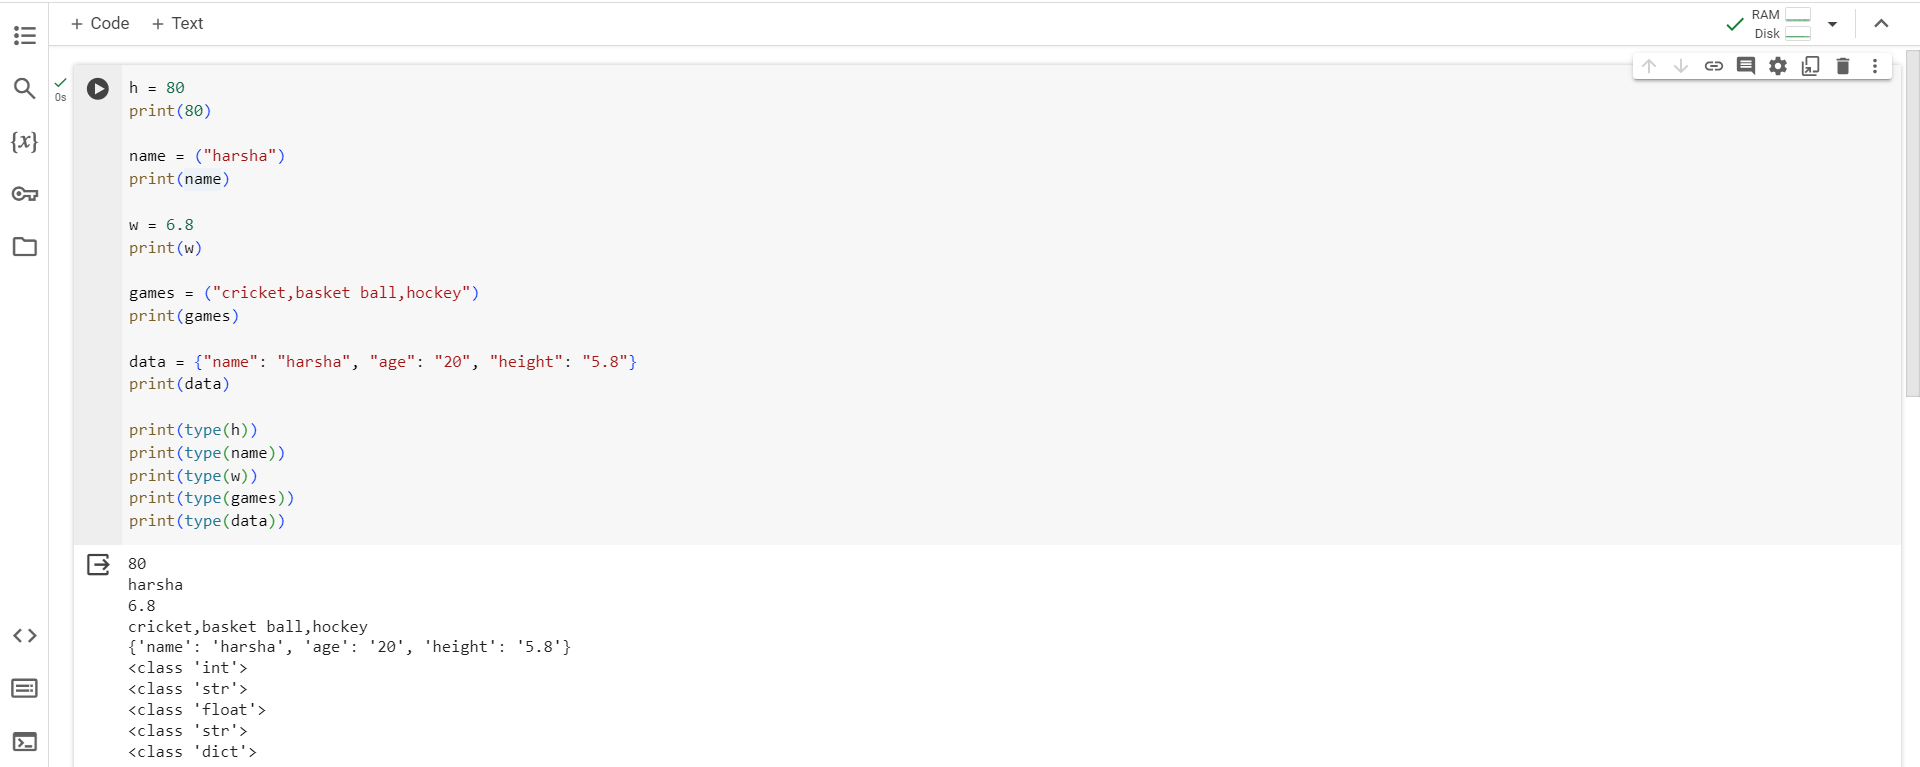 + Code + Text
RAM
Disk
{x}
0s
h = 80
print(80)
name = ("harsha")
print(name)
w = 6.8
print(w)
games = ("cricket,basket ball,hockey")
print(games)
data = {"name": "harsha", "age": "20", "height": "5.8"}
print(data)
print(type(h))
print(type(name))
print(type(w))
print(type(games))
print(type(data))
80
harsha
6.8
cricket,basket ball,hockey
{'name': 'harsha', 'age': '20', 'height': '5.8'}
<class 'int'>
<class 'str'>
<class 'float'>
<class 'str'>
<class 'dict'>